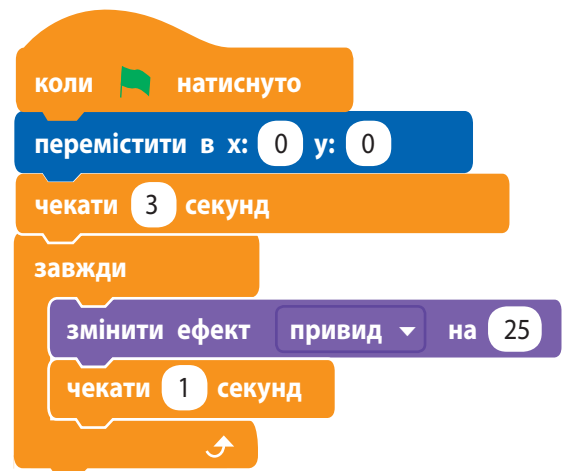 коли натиснуто
перемістити в x: 0 y: 0
чекати 3 секунд
завжди
змінити ефект привид на 25
чекати 1 секунд